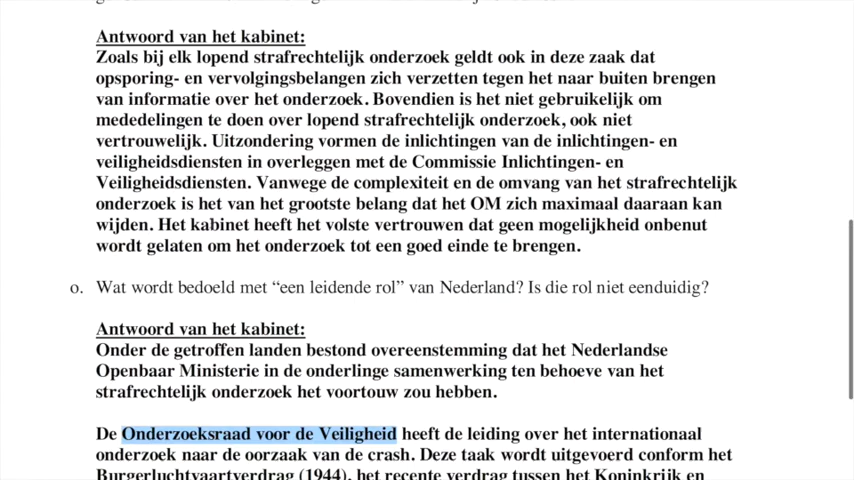 Antwoord van het kabinet:
Zoals bij elk lopend strafrechtelijk onderzoek geldt ook in deze zaak dat
opsporing- en vervolgingsbelangen zich verzetten tegen het naar buiten brengen
van informatie over het onderzoek. Bovendien is het niet gebruikelijk om
mededelingen te doen over lopend strafrechtelijk onderzoek, ook niet
vertrouwelijk. Uitzondering vormen de inlichtingen van de inlichtingen- en
veiligheidsdiensten in overleggen met de Commissie Inlichtingen- en
Veiligheidsdiensten. Vanwege de complexiteit en de omvang van het strafrechtelijk
onderzoek is het van het grootste belang dat het OM zich maximaal daaraan kan
wijden. Het kabinet heeft het volste vertrouwen dat geen mogelijkheid onbenut
wordt gelaten om het onderzoek tot een goed einde te brengen.
o. Wat wordt bedoeld met “een leidende rol” van Nederland? Is die rol niet eenduidig?
Antwoord van het kabinet:
Onder de getroffen landen bestond overeenstemming dat het Nederlandse
Openbaar Ministerie in de onderlinge samenwerking ten behoeve van het
strafrechtelijk onderzoek het voortouw zou hebben.
De Onderzoeksraad voor de Veiligheid heeft de leiding over het internationaal
onderzoek naar de oorzaak van de crash. Deze taak wordt uitgevoerd conform het
Burgerluchtvaartverdrag (1944), het recente verdrag tussen het Koninkrijk en